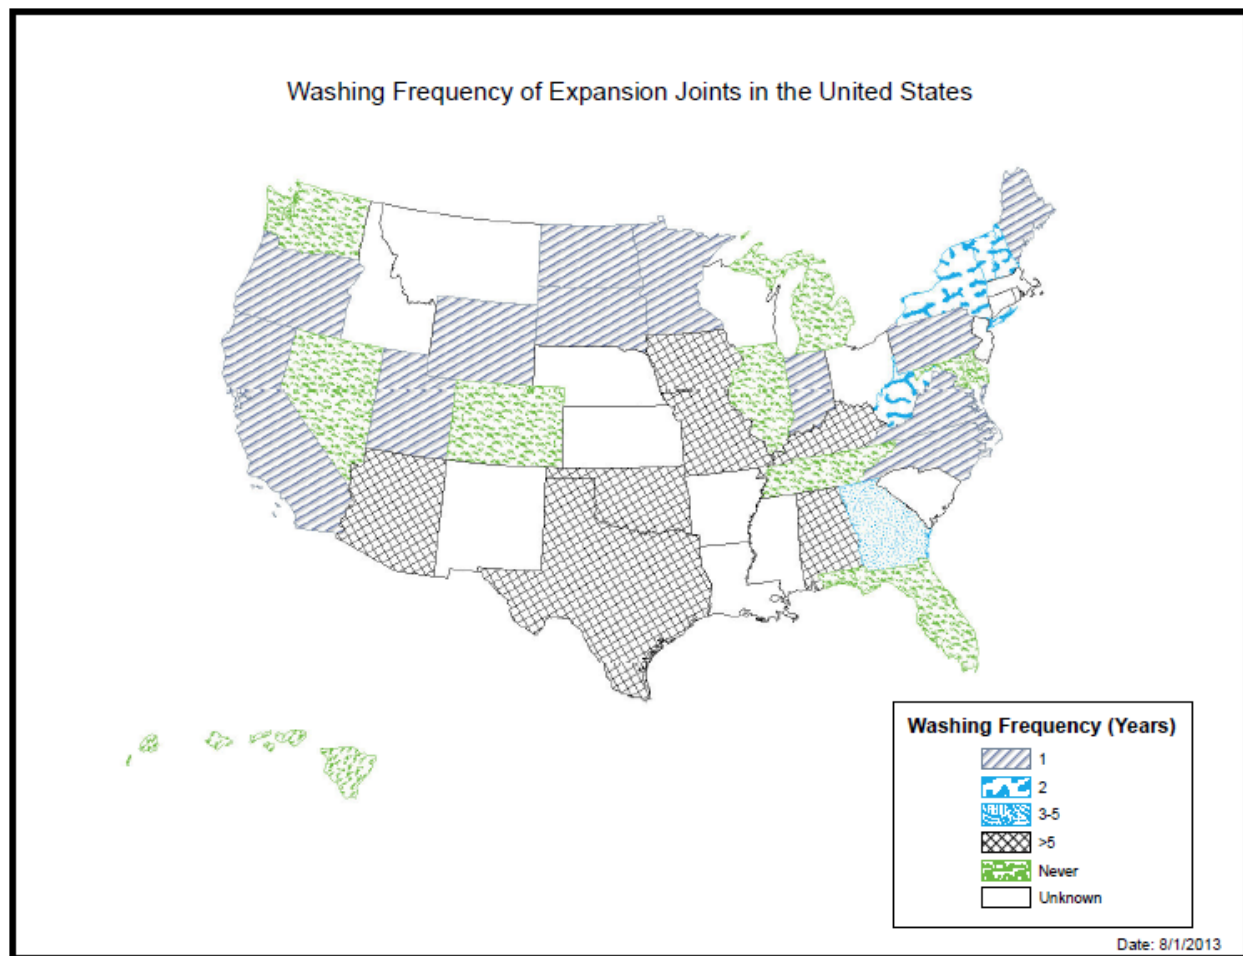 Washing Frequency of Expansion Joints in the United States
Washing Frequency (Years)
1
2
3-5
>5
Never
Unknown
Date: 8/1/2013